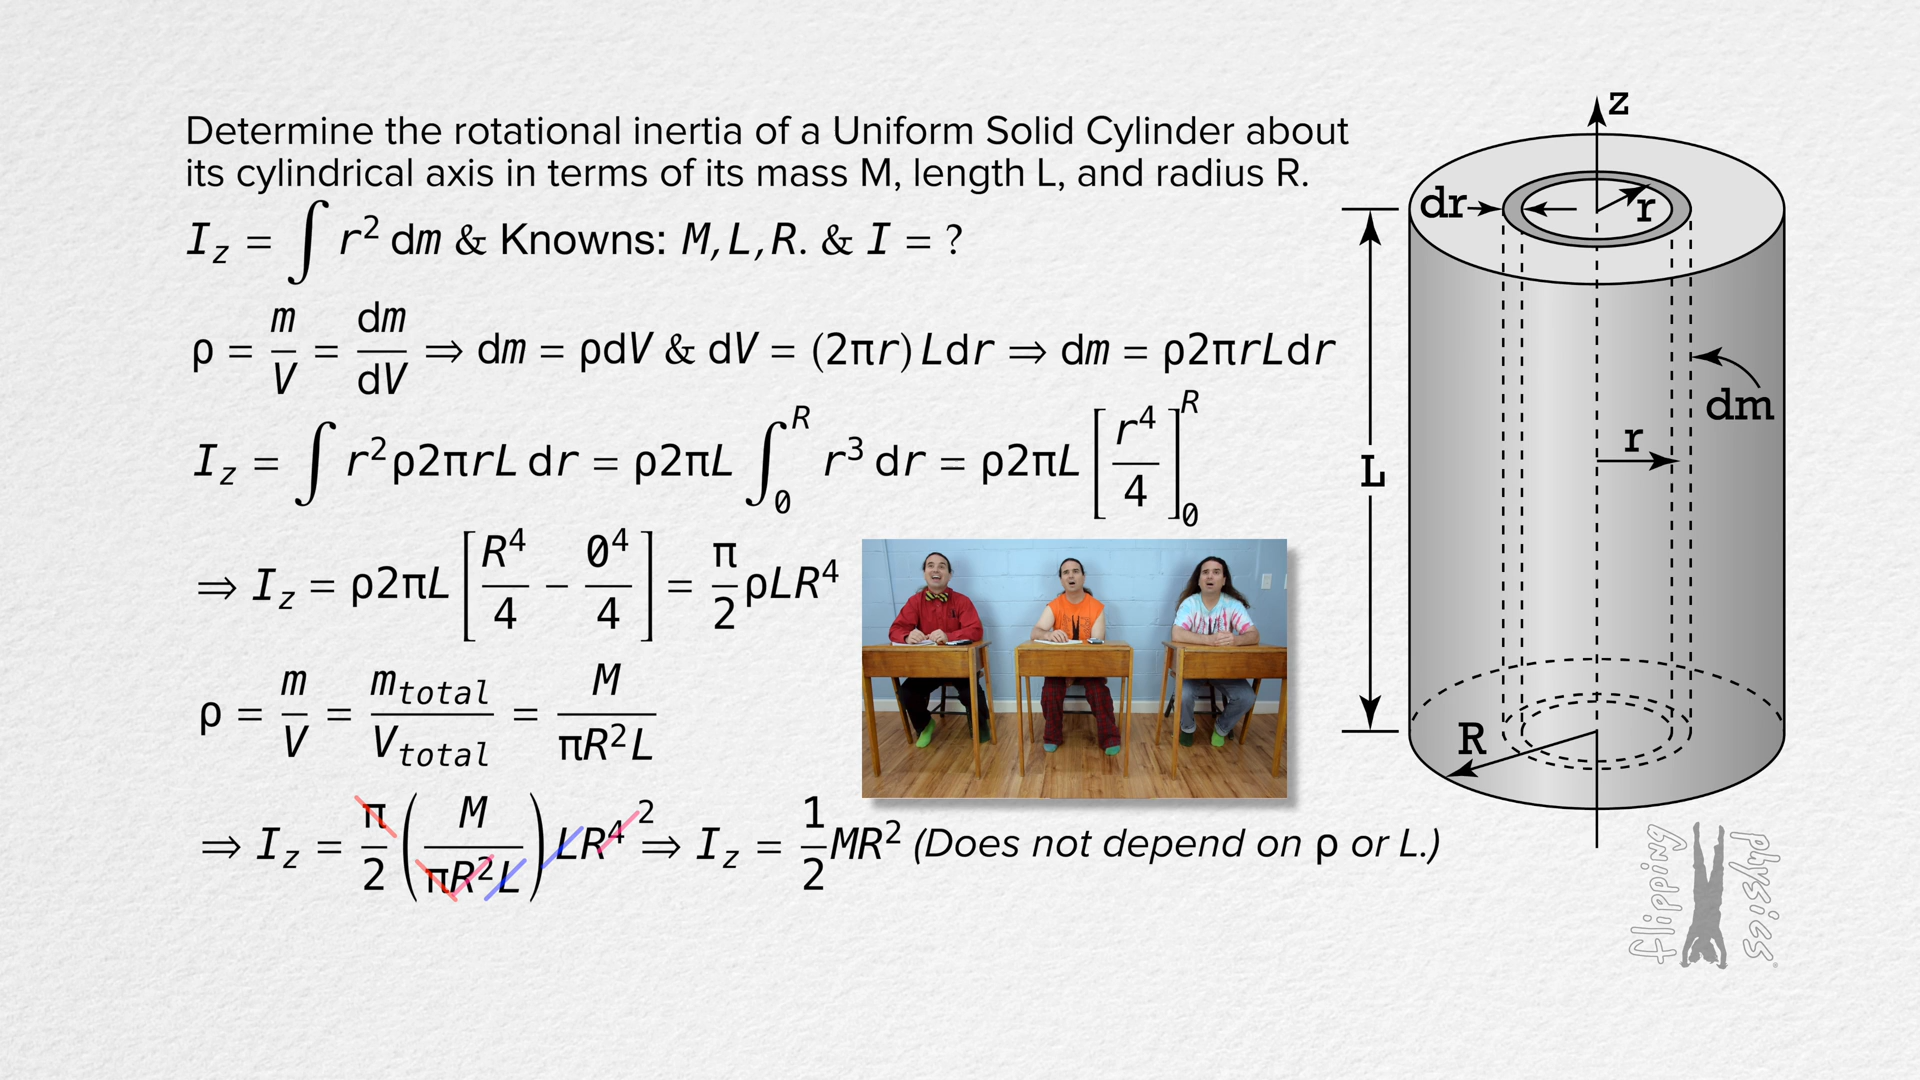 Determine the rotational inertia of a Uniform Solid Cylinder about
its cylindrical axis in terms of its mass M, length L, and radius R.
I_z = ∫ r² dm & Knowns: M, L, R. & I = ?
ρ = m/V = dm/dV ⇒ dm = ρdV & dV = (2πr) Ldr ⇒ dm = ρ2πrLdr
I_z = ∫ r²ρ2πrL dr = ρ2πL ∫₀ᴿ r³ dr = ρ2πL [r⁴/4]₀ᴿ
⇒ I_z = ρ2πL [R⁴/4 − 0⁴/4] = π/2 ρLR⁴
ρ = m/V = m_total/V_total = M/πR²L
⇒ I_z = π/2 (M/πR²L) LR⁴ ² ⇒ I_z = 1/2 MR² (Does not depend on ρ or L.)
z
dr
r
dm
r
L
R
flipping
physics